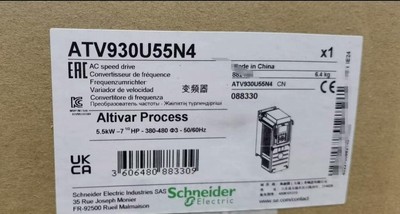 ATV930U55N4
x1
AC speed drive
Convertisseur de fréquence
Frequenzumrichter
Variador de velocidad
Convertitore di frequenza
变频器
Made in China
6.4 kg
ATV930U55N4 CN
088330
Altivar Process
5.5kW - 7 HP - 380-480 Φ3 - 50/60Hz
UK
CA
3 606480 883309
Schneider Electric Industries SAS
35 Rue Joseph Monier
FR-92500 Rueil Malmaison
Schneider
Electric